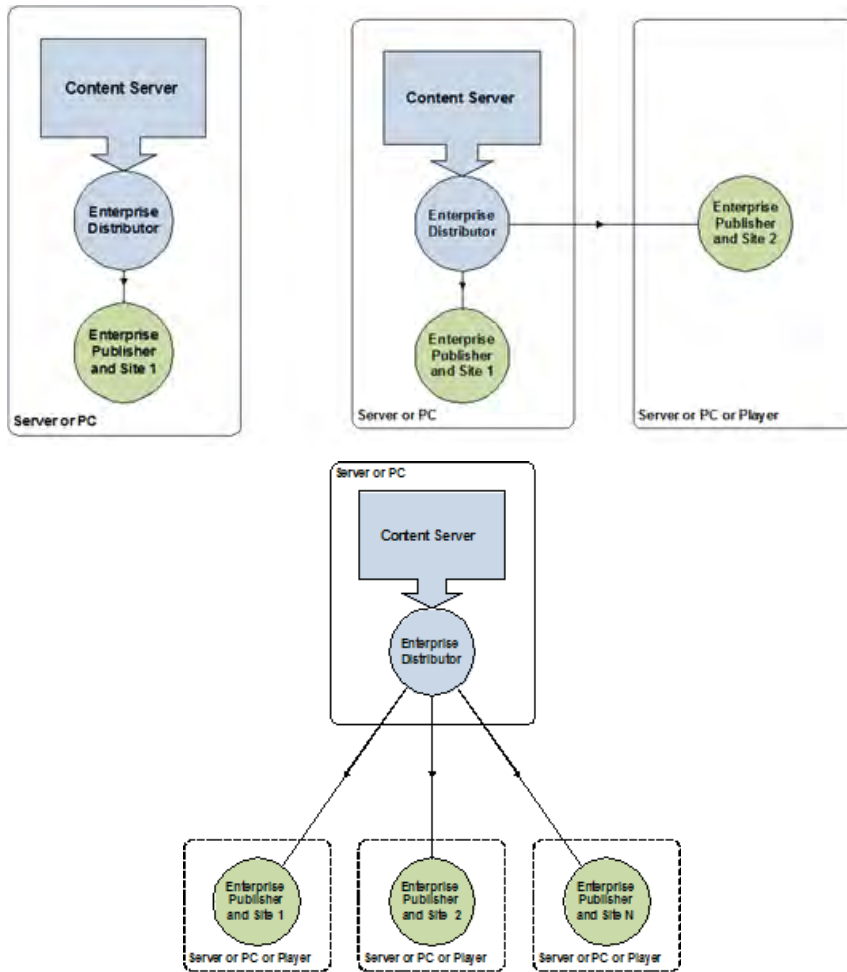 Content Server
Enterprise
Distributor
Enterprise
Publisher
and Site 1
Server or PC
Content Server
Enterprise
Distributor
Enterprise
Publisher
and Site 1
Server or PC
Enterprise
Publisher
and Site 2
Server or PC or Player
Server or PC
Content Server
Enterprise
Distributor
Enterprise
Publisher
and Site 1
Server or PC or Player
Enterprise
Publisher
and Site 2
Server or PC or Player
Enterprise
Publisher
and Site N
Server or PC or Player